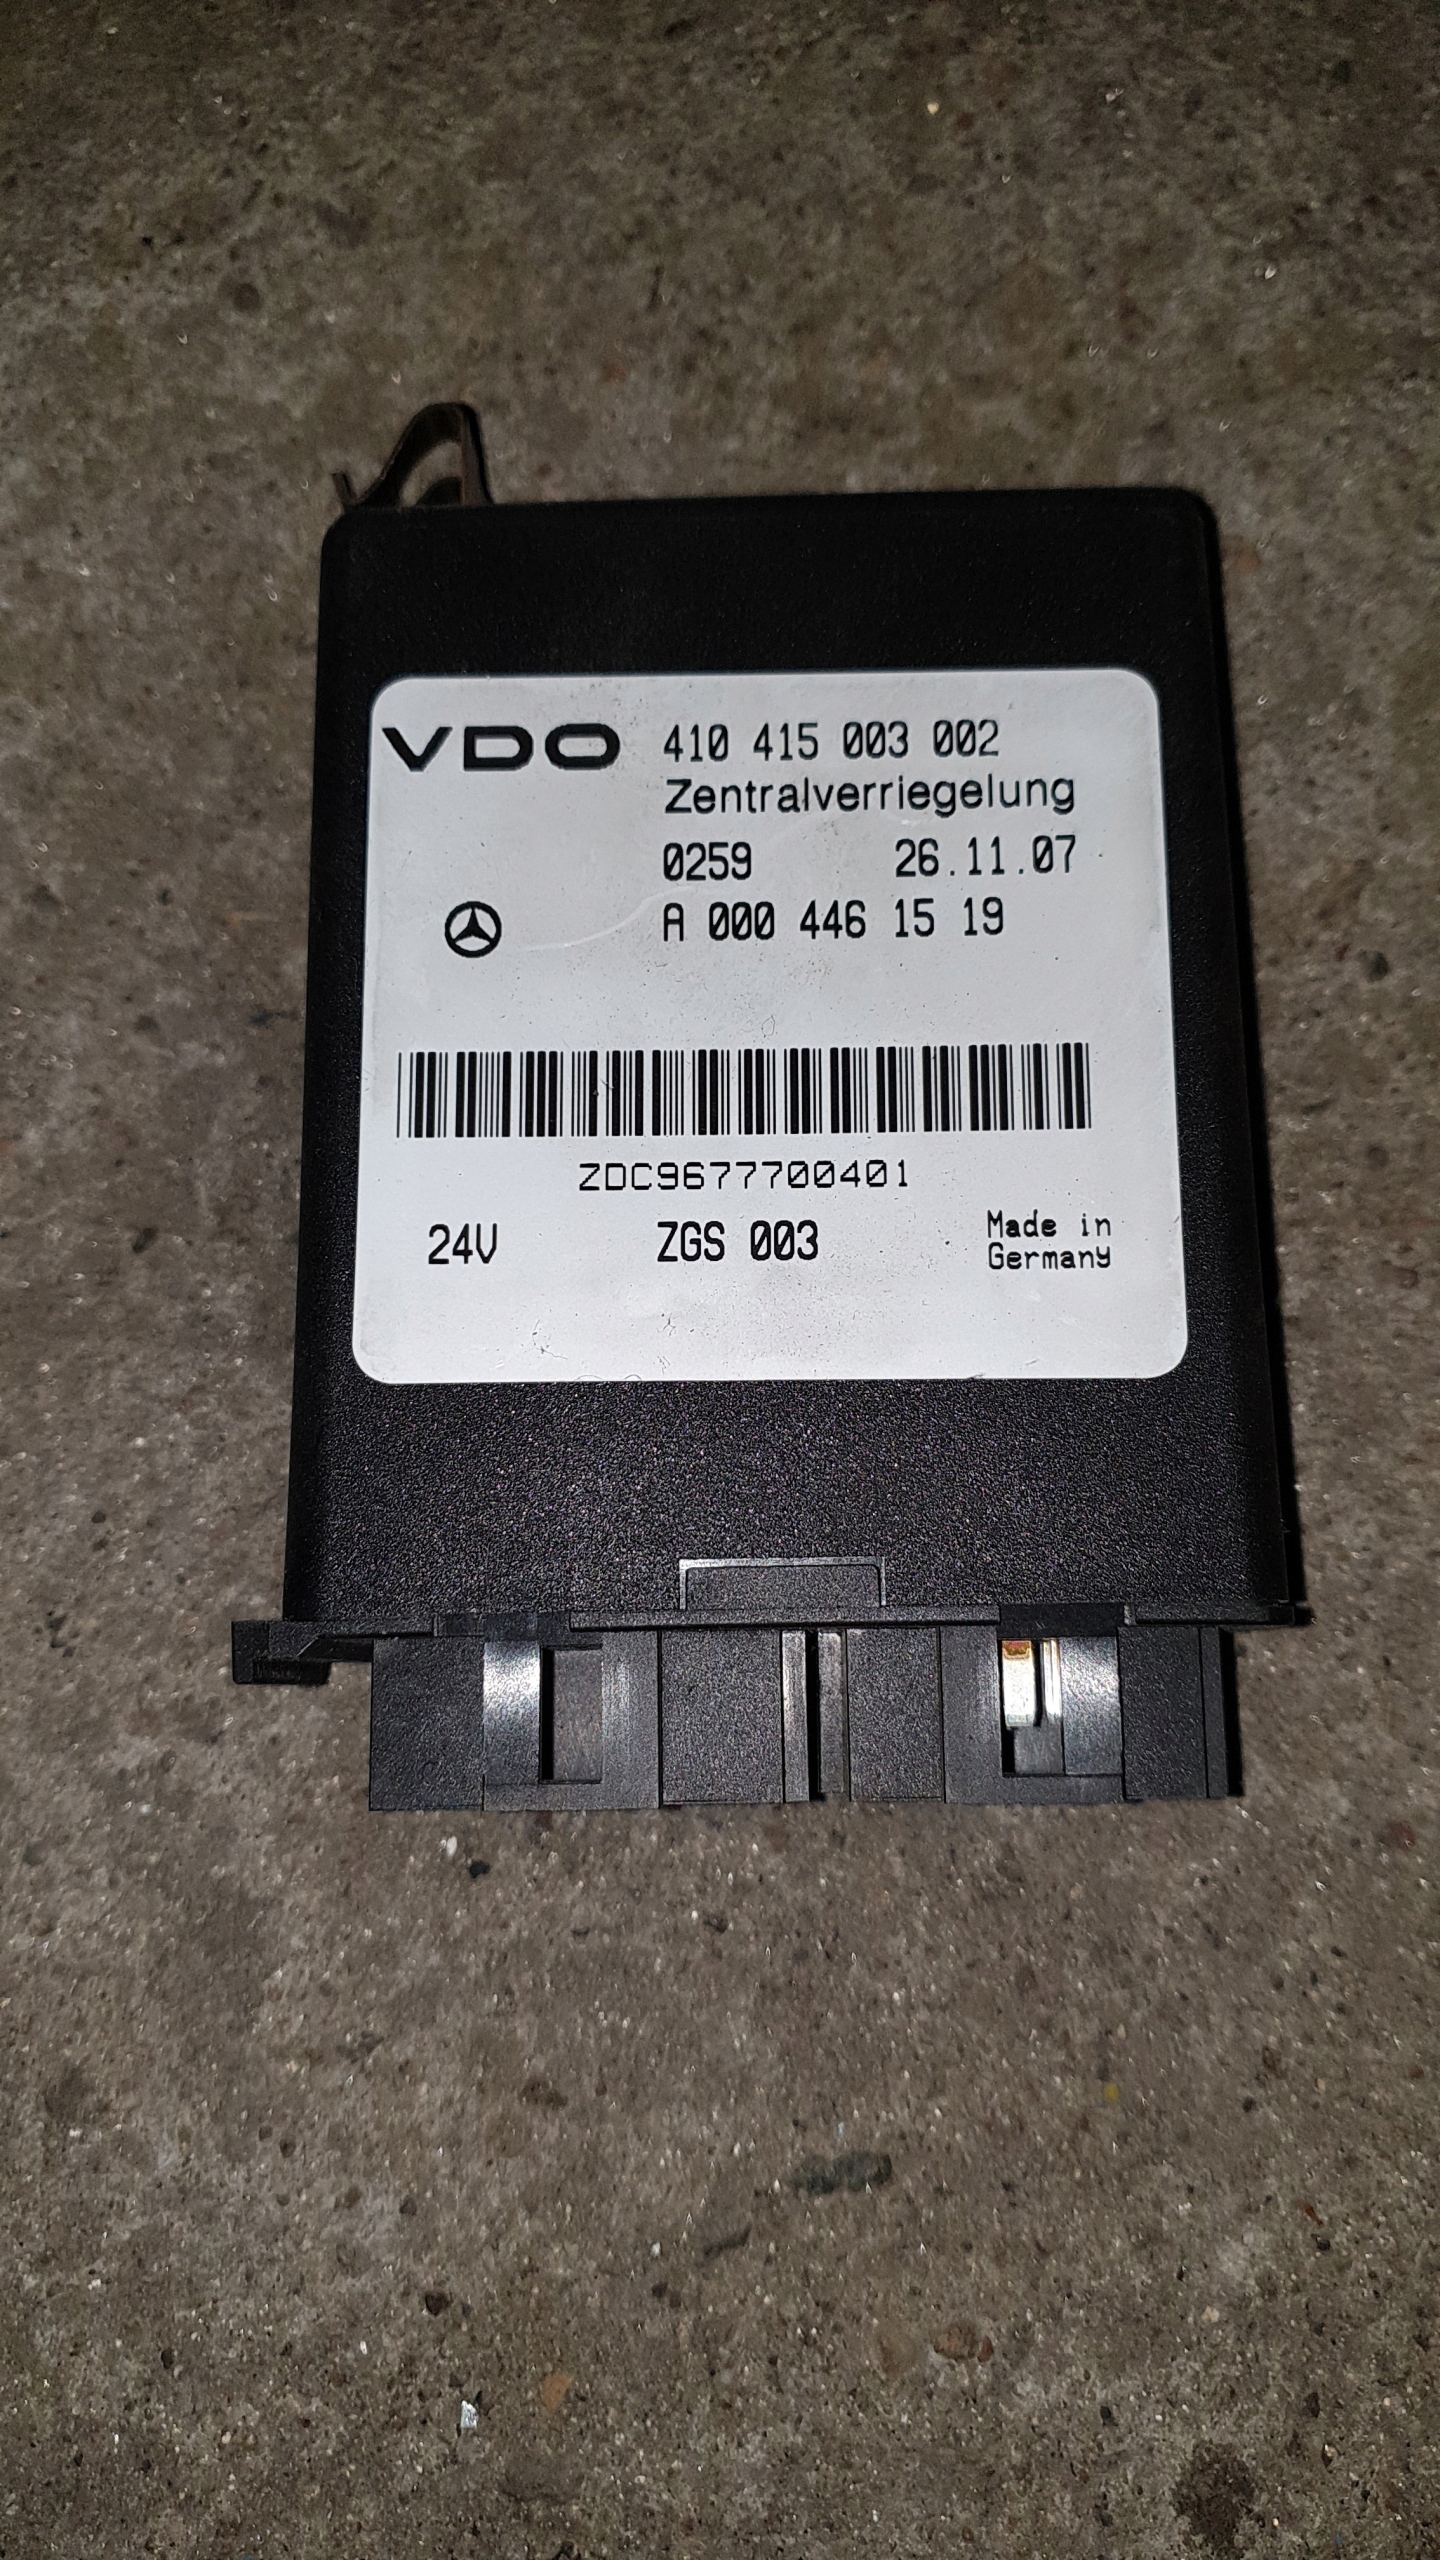 VDO 410 415 003 002
Zentralverriegelung
0259 26.11.07
A 000 446 15 19
ZDC9677700401
24V ZGS 003 Made in
Germany